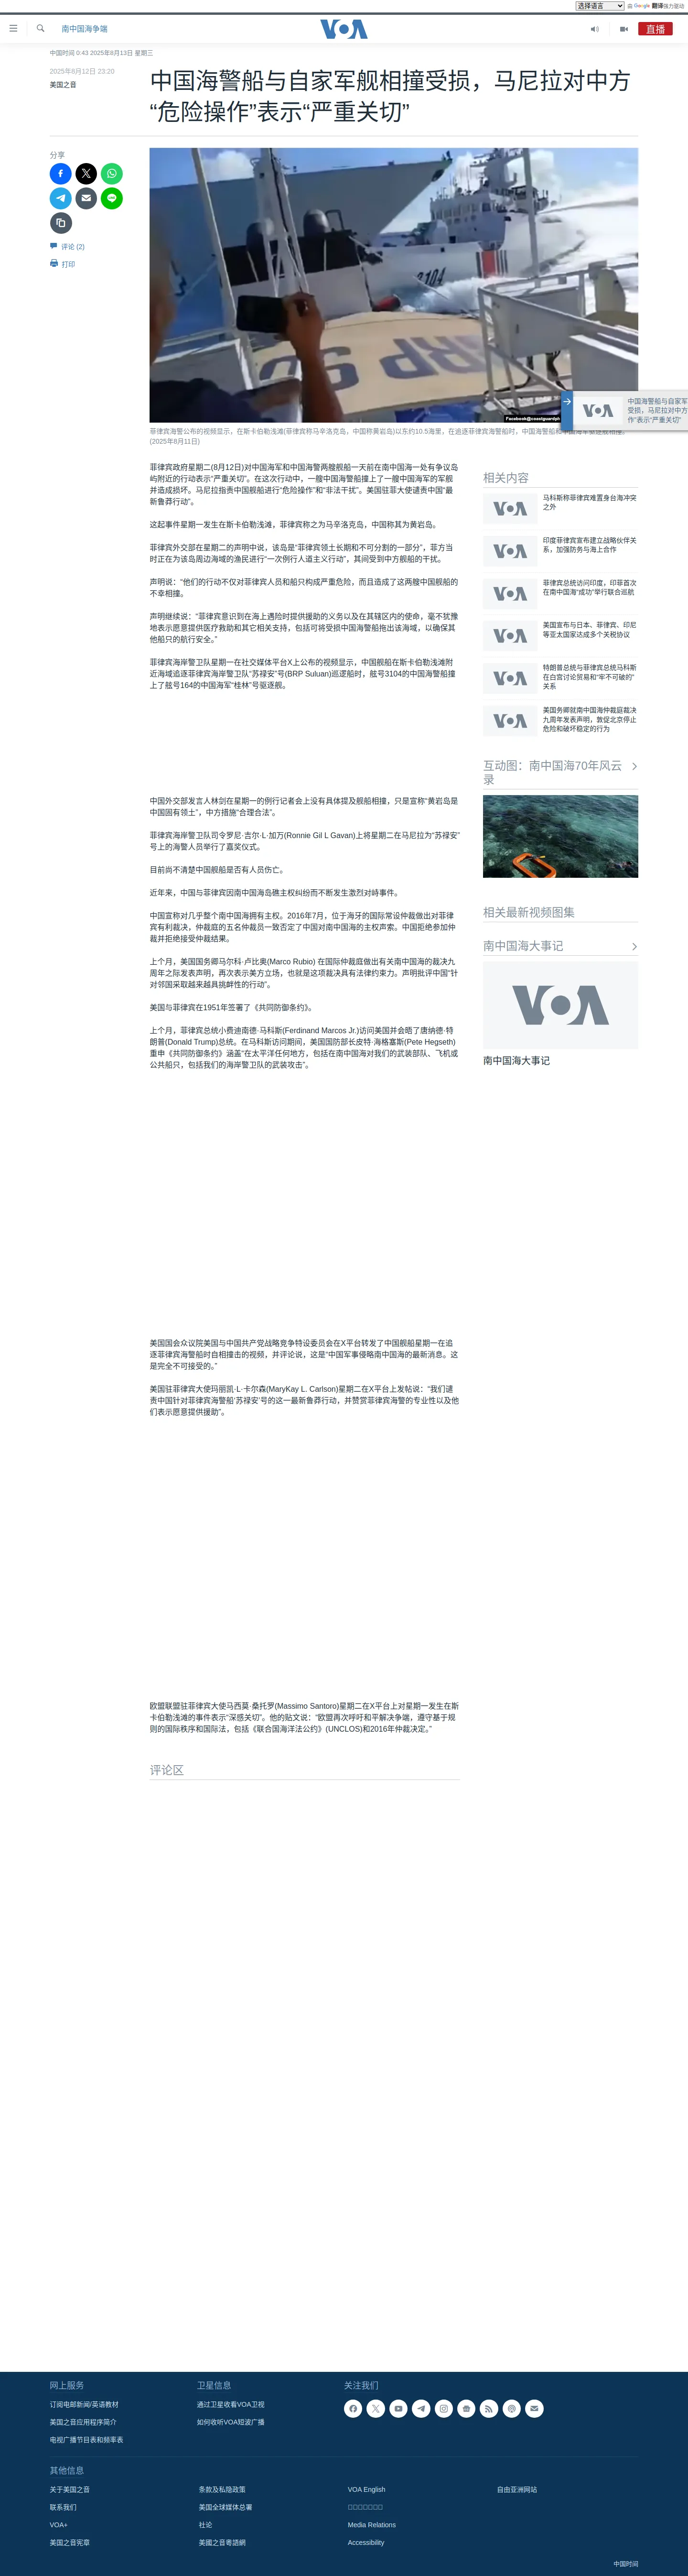 选择语言 由 Google 翻译强力驱动
南中国海争端
VOA
直播
中国时间 0:43 2025年8月13日 星期三
2025年8月12日 23:20
美国之音
中国海警船与自家军舰相撞受损，马尼拉对中方
“危险操作”表示“严重关切”
分享
评论 (2)
打印
3104
Facebook@coastguardph
菲律宾海警公布的视频显示，在斯卡伯勒浅滩(菲律宾称马辛洛克岛，中国称黄岩岛)以东约10.5海里，在追逐菲律宾海警船时，中国海警船和中国海军驱逐舰相撞。
(2025年8月11日)
VOA
中国海警船与自家军
受损，马尼拉对中方
作”表示“严重关切”
菲律宾政府星期二(8月12日)对中国海军和中国海警两艘舰船一天前在南中国海一处有争议岛
屿附近的行动表示“严重关切”。在这次行动中，一艘中国海警船撞上了一艘中国海军的军舰
并造成损坏。马尼拉指责中国舰船进行“危险操作”和“非法干扰”。美国驻菲大使谴责中国“最
新鲁莽行动”。
这起事件星期一发生在斯卡伯勒浅滩，菲律宾称之为马辛洛克岛，中国称其为黄岩岛。
菲律宾外交部在星期二的声明中说，该岛是“菲律宾领土长期和不可分割的一部分”，菲方当
时正在为该岛周边海域的渔民进行“一次例行人道主义行动”，其间受到中方舰船的干扰。
声明说：“他们的行动不仅对菲律宾人员和船只构成严重危险，而且造成了这两艘中国舰船的
不幸相撞。
声明继续说：“菲律宾意识到在海上遇险时提供援助的义务以及在其辖区内的使命，毫不犹豫
地表示愿意提供医疗救助和其它相关支持，包括可将受损中国海警船拖出该海域，以确保其
他船只的航行安全。”
菲律宾海岸警卫队星期一在社交媒体平台X上公布的视频显示，中国舰船在斯卡伯勒浅滩附
近海域追逐菲律宾海岸警卫队“苏禄安”号(BRP Suluan)巡逻船时，舷号3104的中国海警船撞
上了舷号164的中国海军“桂林”号驱逐舰。
中国外交部发言人林剑在星期一的例行记者会上没有具体提及舰船相撞，只是宣称“黄岩岛是
中国固有领土”，中方措施“合理合法”。
菲律宾海岸警卫队司令罗尼·吉尔·L·加万(Ronnie Gil L Gavan)上将星期二在马尼拉为“苏禄安”
号上的海警人员举行了嘉奖仪式。
目前尚不清楚中国舰船是否有人员伤亡。
近年来，中国与菲律宾因南中国海岛礁主权纠纷而不断发生激烈对峙事件。
中国宣称对几乎整个南中国海拥有主权。2016年7月，位于海牙的国际常设仲裁做出对菲律
宾有利裁决，仲裁庭的五名仲裁员一致否定了中国对南中国海的主权声索。中国拒绝参加仲
裁并拒绝接受仲裁结果。
上个月，美国国务卿马尔科·卢比奥(Marco Rubio) 在国际仲裁庭做出有关南中国海的裁决九
周年之际发表声明，再次表示美方立场，也就是这项裁决具有法律约束力。声明批评中国“针
对邻国采取越来越具挑衅性的行动”。
美国与菲律宾在1951年签署了《共同防御条约》。
上个月，菲律宾总统小费迪南德·马科斯(Ferdinand Marcos Jr.)访问美国并会晤了唐纳德·特
朗普(Donald Trump)总统。在马科斯访问期间，美国国防部长皮特·海格塞斯(Pete Hegseth)
重申《共同防御条约》涵盖“在太平洋任何地方，包括在南中国海对我们的武装部队、飞机或
公共船只，包括我们的海岸警卫队的武装攻击”。
美国国会众议院美国与中国共产党战略竞争特设委员会在X平台转发了中国舰船星期一在追
逐菲律宾海警船时自相撞击的视频，并评论说，这是“中国军事侵略南中国海的最新消息。这
是完全不可接受的。”
美国驻菲律宾大使玛丽凯·L·卡尔森(MaryKay L. Carlson)星期二在X平台上发帖说：“我们谴
责中国针对菲律宾海警船‘苏禄安’号的这一最新鲁莽行动，并赞赏菲律宾海警的专业性以及他
们表示愿意提供援助”。
欧盟联盟驻菲律宾大使马西莫·桑托罗(Massimo Santoro)星期二在X平台上对星期一发生在斯
卡伯勒浅滩的事件表示“深感关切”。他的贴文说：“欧盟再次呼吁和平解决争端，遵守基于规
则的国际秩序和国际法，包括《联合国海洋法公约》(UNCLOS)和2016年仲裁决定。”
评论区
相关内容
VOA
马科斯称菲律宾难置身台海冲突
之外
VOA
印度菲律宾宣布建立战略伙伴关
系，加强防务与海上合作
VOA
菲律宾总统访问印度，印菲首次
在南中国海“成功”举行联合巡航
VOA
美国宣布与日本、菲律宾、印尼
等亚太国家达成多个关税协议
VOA
特朗普总统与菲律宾总统马科斯
在白宫讨论贸易和“牢不可破的”
关系
VOA
美国务卿就南中国海仲裁庭裁决
九周年发表声明，敦促北京停止
危险和破坏稳定的行为
互动图：南中国海70年风云
录
相关最新视频图集
南中国海大事记
VOA
南中国海大事记
网上服务
订阅电邮新闻/英语教材
美国之音应用程序简介
电视广播节目表和频率表
卫星信息
通过卫星收看VOA卫视
如何收听VOA短波广播
关注我们
其他信息
关于美国之音
条款及私隐政策
VOA English
自由亚洲网站
联系我们
美国全球媒体总署
VOA+
社论
Media Relations
美国之音宪章
美國之音粵語網
Accessibility
中国时间